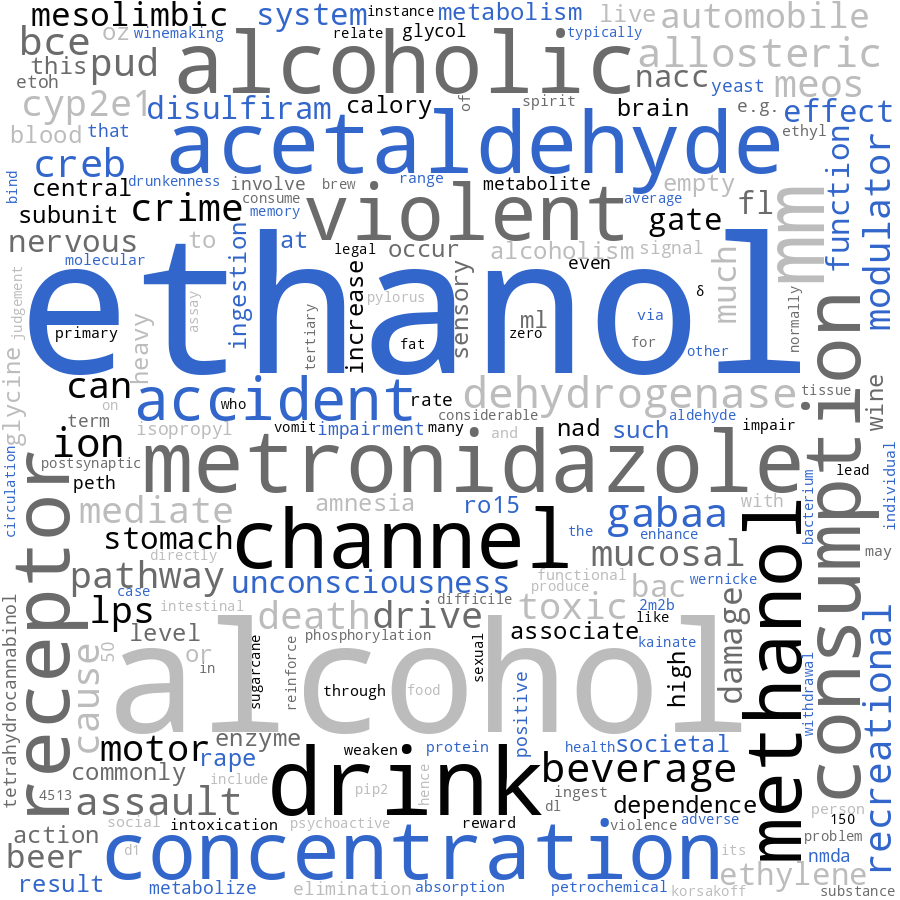 mesolimbic
system
instance
metabolism
live
automobile
bce
oz
winemaking
relate
glycol
typically
this
pud
alcoholic
allosteric
etoh
nacc
yeast
meos
cyp2e1
disulfiram
calory
of
spirit
brain
e.g.
effect
blood
that
acetaldehyde
ethyl
creb
function
modulator
bind
central
drunkenness
involve
brew
range
metabolite
empty
subunit
crime
consume
memory
violent
average
gate
fl
mm
nervous
to
at
legal
occur
alcoholism
signal
molecular
ingestion
even
much
judgement
ethanol
increase
pylorus
sensory
δ
assay
primary
tertiary
fat
ml
zero
via
for
other
normally
heavy
glycine
can
accident
who
rate
dehydrogenase
tissue
wine
on
term
isopropyl
vomit
impairment
many
considerable
and
nad
such
aldehyde
impair
ion
postsynaptic
peth
metronidazole
lead
consumption
circulation
receptor
mediate
amnesia
ro15
gabaa
with
bacterium
individual
stomach
channel
the
enhance
methanol
directly
mucosal
may
pathway
case
unconsciousness
functional
produce
bac
wernicke
lps
intestinal
death
drive
difficile
toxic
2m2b
like
damage
tetrahydrocannabinol
level
phosphorylation
associate
kainate
recreational
cause
50
or
in
alcohol
sugarcane
reinforce
through
food
sexual
high
withdrawal
positive
motor
rape
enzyme
weaken
protein
health
societal
commonly
include
drink
beverage
4513
assault
pip2
hence
dl
ingest
dependence
person
social
intoxication
psychoactive
reward
violence
adverse
150
action
problem
beer
d1
concentration
its
nmda
result
metabolize
elimination
absorption
petrochemical
korsakoff
ethylene
substance